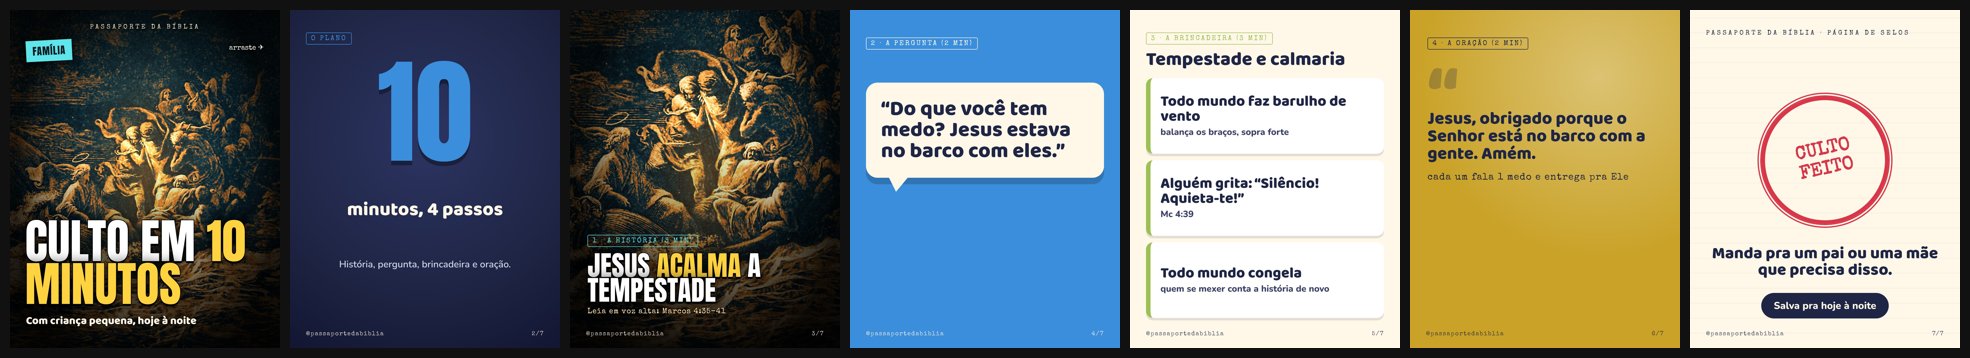 PASSAPORTE DA BÍBLIA
FAMÍLIA
arraste →
CULTO EM 10
MINUTOS
Com criança pequena, hoje à noite
O PLANO
10
minutos, 4 passos
História, pergunta, brincadeira e oração.
@passaportedabiblia
2/7
1 · A HISTÓRIA (3 MIN)
JESUS ACALMA A
TEMPESTADE
Leia em voz alta: Marcos 4:35-41
@passaportedabiblia
3/7
2 · A PERGUNTA (2 MIN)
“Do que você tem
medo? Jesus estava
no barco com eles.”
@passaportedabiblia
4/7
3 · A BRINCADEIRA (3 MIN)
Tempestade e calmaria
Todo mundo faz barulho de
vento
balança os braços, sopra forte
Alguém grita: “Silêncio!
Aquieta-te!”
Mc 4:39
Todo mundo congela
quem se mexer conta a história de novo
@passaportedabiblia
5/7
4 · A ORAÇÃO (2 MIN)
“
Jesus, obrigado porque o
Senhor está no barco com a
gente. Amém.
cada um fala 1 medo e entrega pra Ele
@passaportedabiblia
6/7
PASSAPORTE DA BÍBLIA · PÁGINA DE SELOS
CULTO
FEITO
Manda pra um pai ou uma mãe
que precisa disso.
Salva pra hoje à noite
@passaportedabiblia
7/7